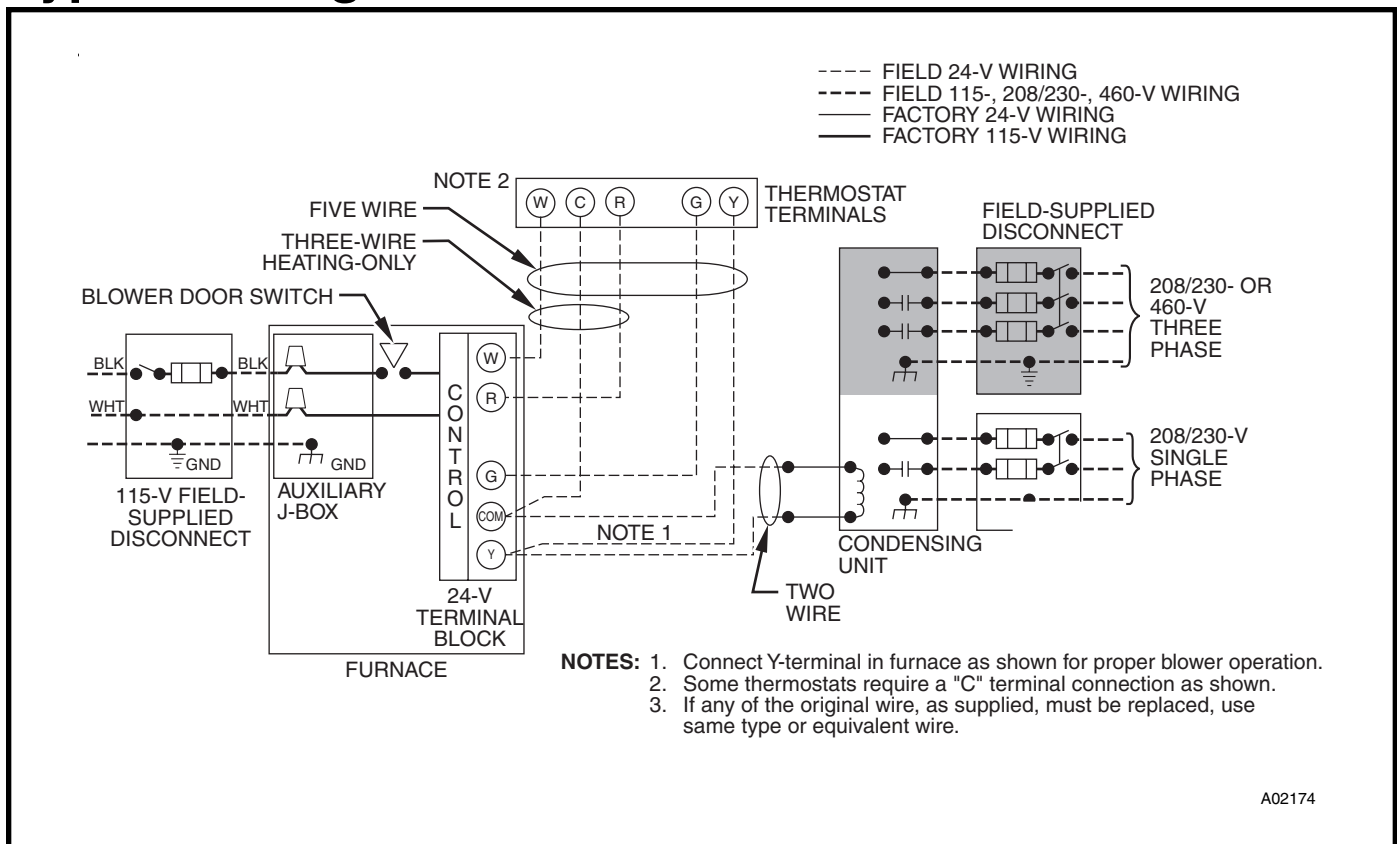 FIELD 24-V WIRING
FIELD 115-, 208/230-, 460-V WIRING
FACTORY 24-V WIRING
FACTORY 115-V WIRING
NOTE 2
W C R G Y
THERMOSTAT
TERMINALS
FIVE WIRE
THREE-WIRE
HEATING-ONLY
BLOWER DOOR SWITCH
FIELD-SUPPLIED
DISCONNECT
208/230- OR
460-V
THREE
PHASE
BLK
BLK
WHT
WHT
GND
GND
115-V FIELD-
SUPPLIED
DISCONNECT
AUXILIARY
J-BOX
CONTROL
W
R
G
COM
Y
NOTE 1
24-V
TERMINAL
BLOCK
FURNACE
208/230-V
SINGLE
PHASE
CONDENSING
UNIT
TWO
WIRE
NOTES: 1. Connect Y-terminal in furnace as shown for proper blower operation.
2. Some thermostats require a "C" terminal connection as shown.
3. If any of the original wire, as supplied, must be replaced, use
same type or equivalent wire.
A02174